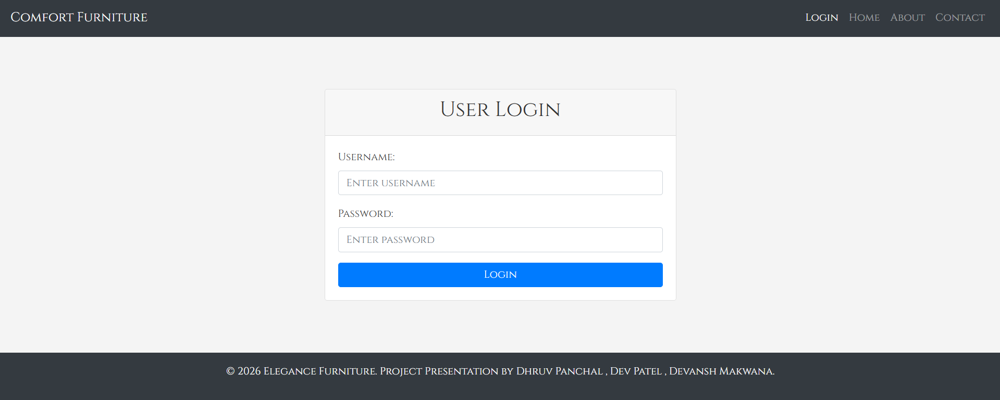 Comfort Furniture
Login Home About Contact
User Login
Username:
Enter username
Password:
Enter password
Login
© 2026 Elegance Furniture. Project Presentation by Dhruv Panchal , Dev Patel , Devansh Makwana.